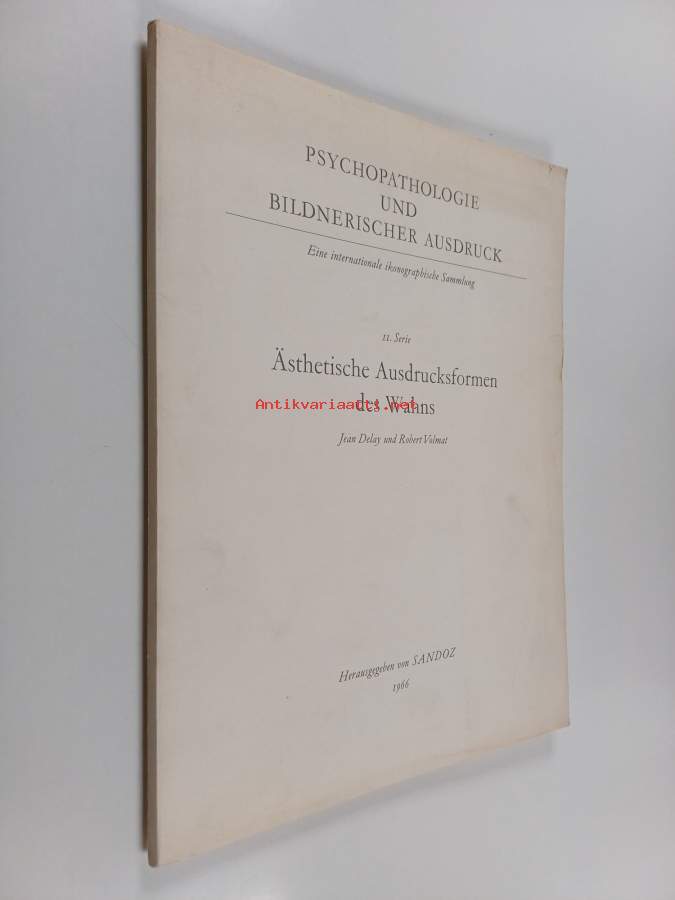 PSYCHOPATHOLOGIE
UND
BILDNERISCHER AUSDRUCK
Eine internationale ikonographische Sammlung
11. Serie
Ästhetische Ausdrucksformen
des Wahns
Antikvariaatti.net
Jean Delay und Robert Volmat
Herausgegeben von SANDOZ
1966